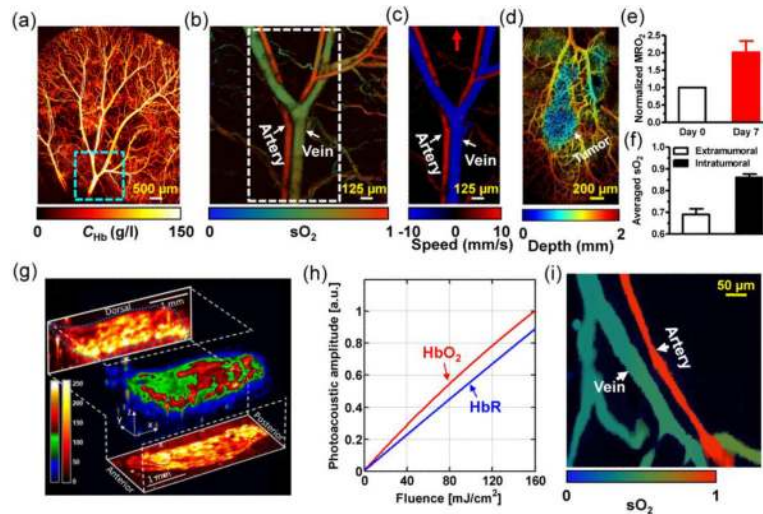 (a)
500 µm
0 150
C_Hb (g/l)
(b)
Artery
Vein
125 µm
0 1
sO₂
(c)
Artery
Vein
125 µm
-10 0 10
Speed (mm/s)
(d)
Tumor
200 µm
0 2
Depth (mm)
(e)
Normalized MRO₂
2.5
2.0
1.5
1.0
0.5
0.0
Day 0 Day 7
(f)
Averaged sO₂
Extramumoral
Intratumoral
1.0
0.9
0.8
0.7
0.6
(g)
Dorsal
1 mm
250
200
150
100
50
0
z
x
Posterior
Anterior
1 mm
(h)
Photoacoustic amplitude [a.u.]
1
0.8
0.6
0.4
0.2
0
HbO₂
HbR
0 40 80 120 160
Fluence [mJ/cm²]
(i)
50 µm
Artery
Vein
0 1
sO₂